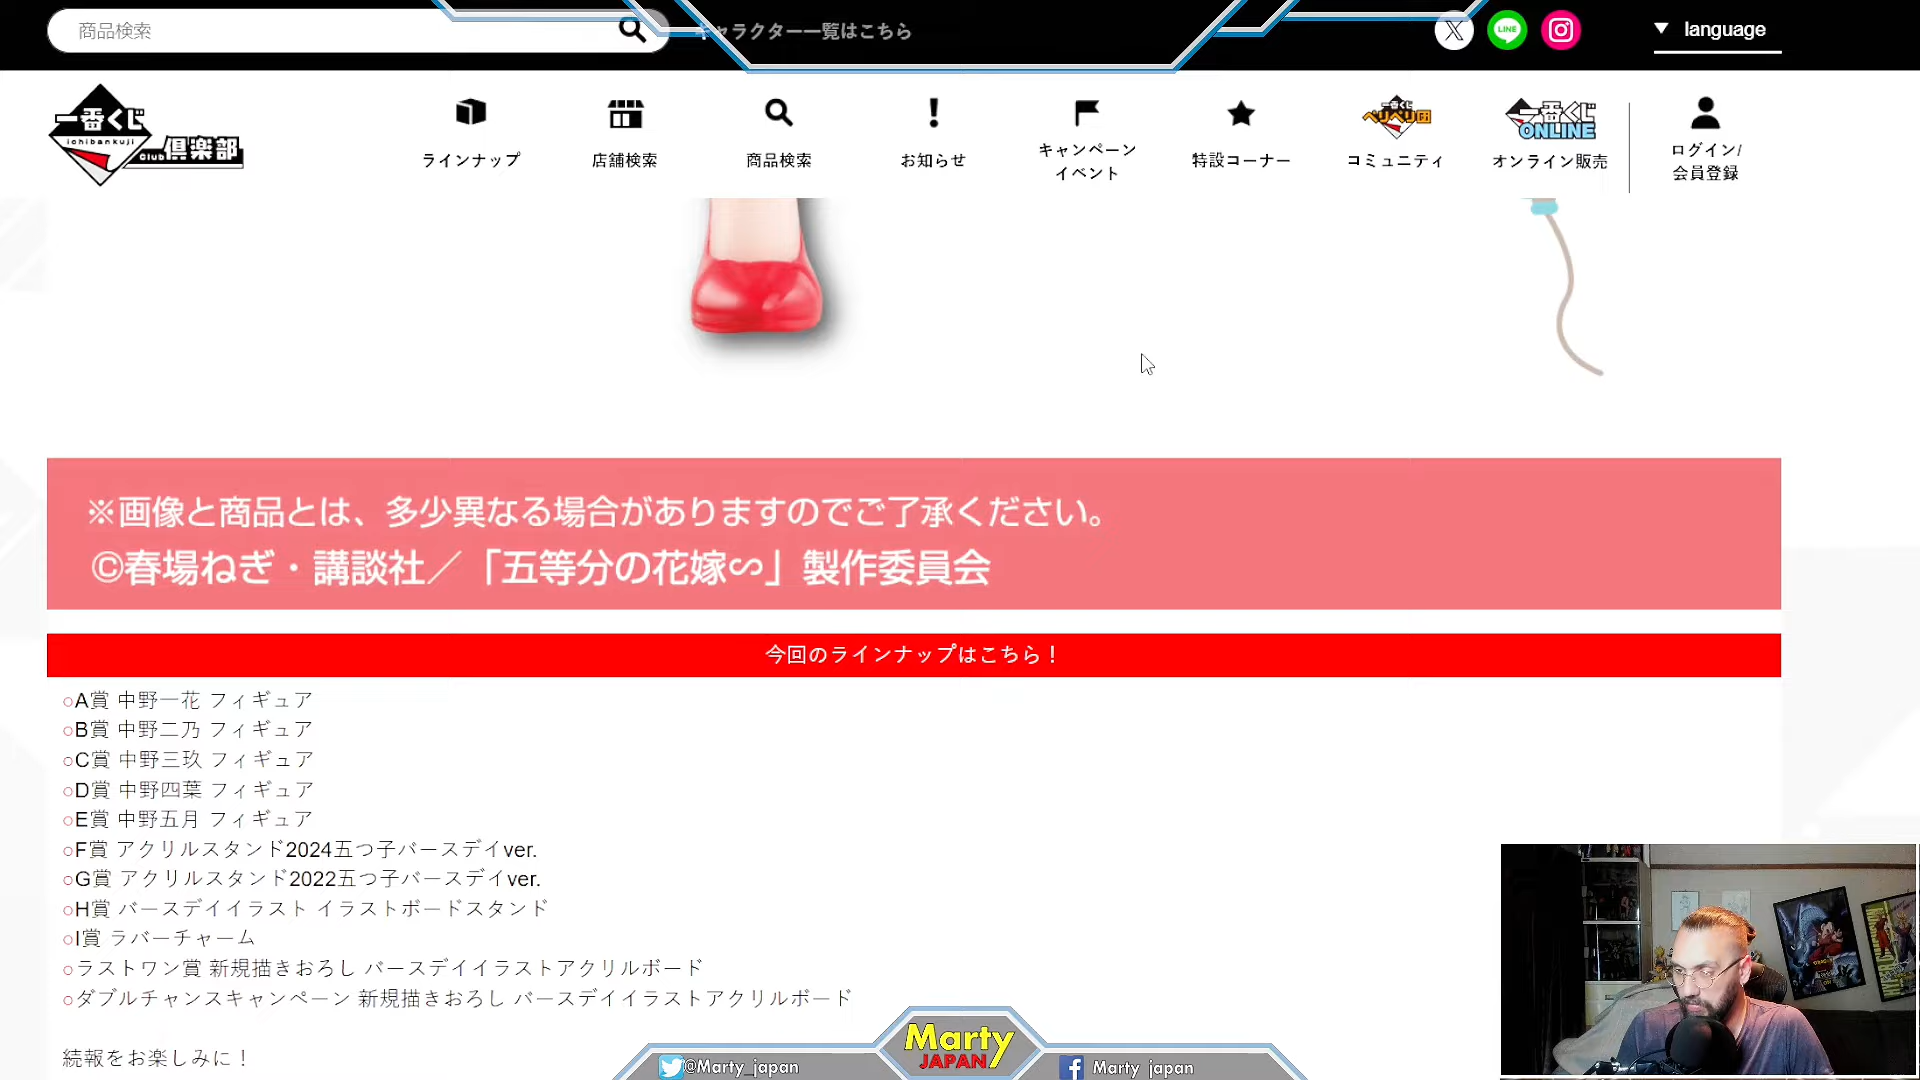 商品検索
キャラクター一覧はこちら
LINE
language
一番くじ
ichibankuji
Club倶楽部
ラインナップ
店舗検索
商品検索
お知らせ
キャンペーン
イベント
特設コーナー
一番くじ
コミュニティ
一番くじ
ONLINE
オンライン販売
ログイン/
会員登録
※画像と商品とは、多少異なる場合がありますのでご了承ください。
©春場ねぎ・講談社／「五等分の花嫁∽」製作委員会
今回のラインナップはこちら！
○A賞 中野一花 フィギュア
○B賞 中野二乃 フィギュア
○C賞 中野三玖 フィギュア
○D賞 中野四葉 フィギュア
○E賞 中野五月 フィギュア
○F賞 アクリルスタンド2024五つ子バースデイver.
○G賞 アクリルスタンド2022五つ子バースデイver.
○H賞 バースデイイラスト イラストボードスタンド
○I賞 ラバーチャーム
○ラストワン賞 新規描きおろし バースデイイラストアクリルボード
○ダブルチャンスキャンペーン 新規描きおろし バースデイイラストアクリルボード
続報をお楽しみに！
@Marty_japan
Marty
JAPAN
Marty japan